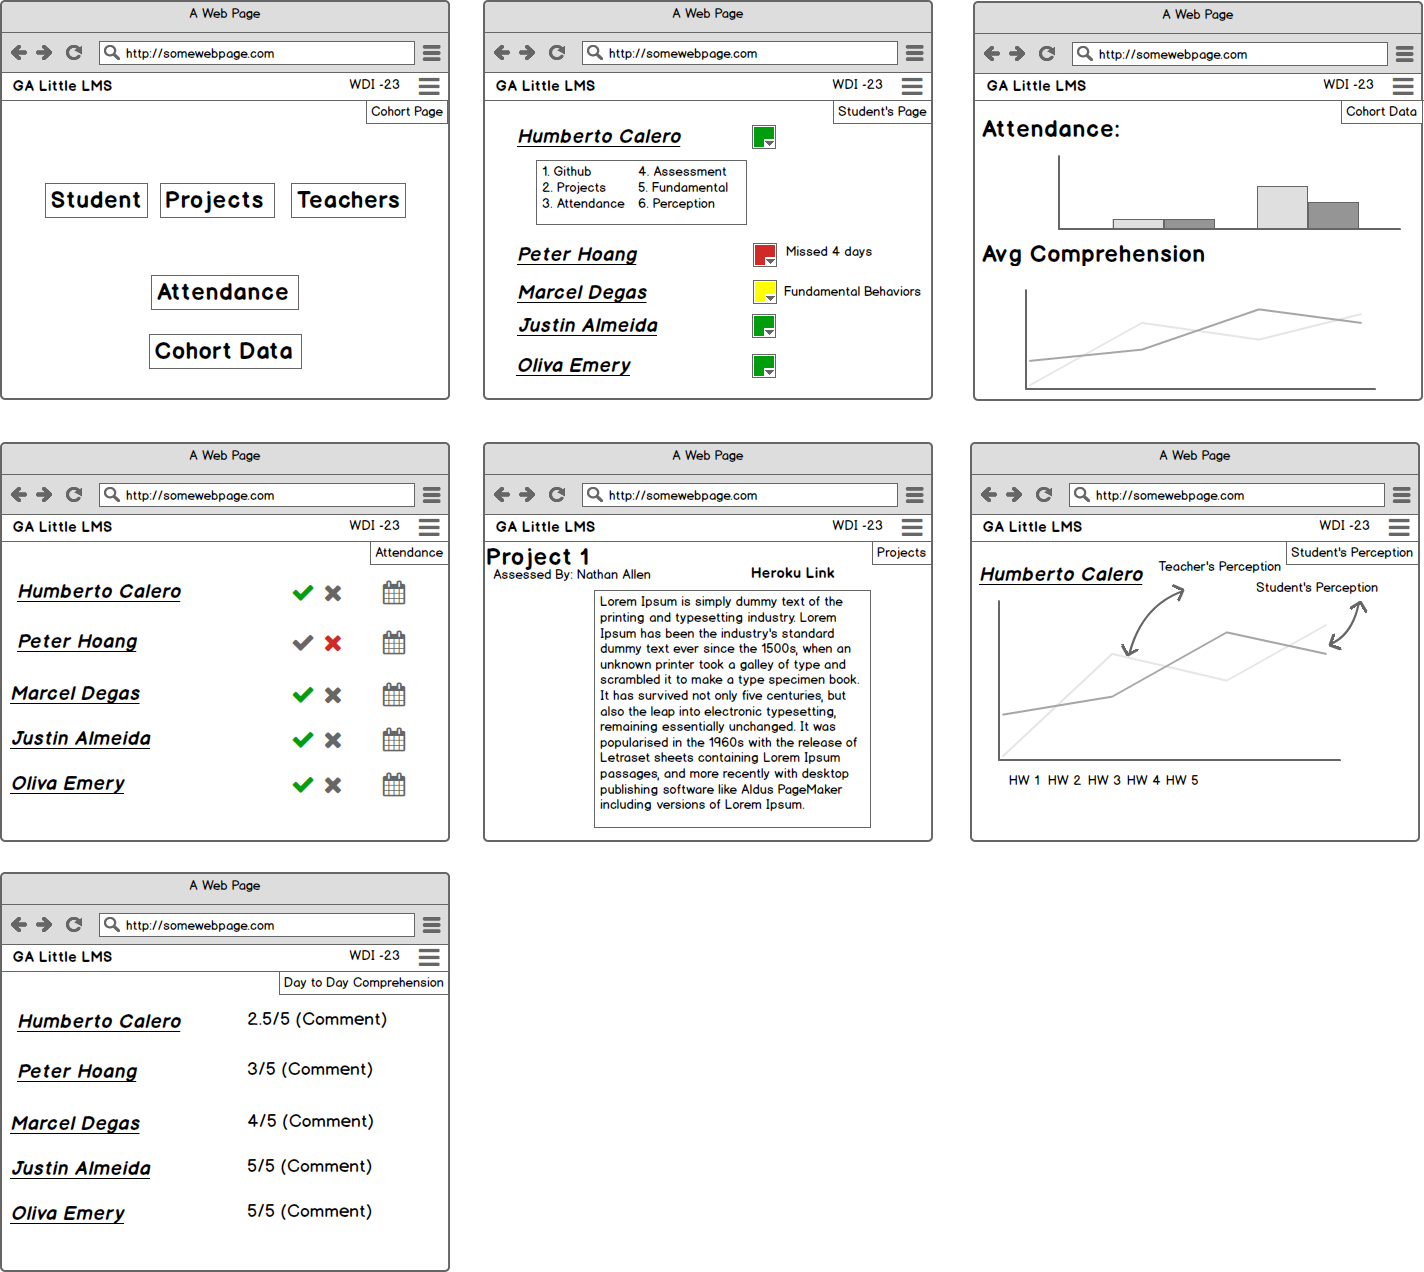 A Web Page
http://somewebpage.com
GA Little LMS
WDI -23
Cohort Page
Student
Projects
Teachers
Attendance
Cohort Data
A Web Page
http://somewebpage.com
GA Little LMS
WDI -23
Student's Page
Humberto Calero
1. Github
2. Projects
3. Attendance
4. Assessment
5. Fundamental
6. Perception
Peter Hoang
Missed 4 days
Marcel Degas
Fundamental Behaviors
Justin Almeida
Oliva Emery
A Web Page
http://somewebpage.com
GA Little LMS
WDI -23
Cohort Data
Attendance:
Avg Comprehension
A Web Page
http://somewebpage.com
GA Little LMS
WDI -23
Attendance
Humberto Calero
Peter Hoang
Marcel Degas
Justin Almeida
Oliva Emery
A Web Page
http://somewebpage.com
GA Little LMS
WDI -23
Projects
Project 1
Assessed By: Nathan Allen
Heroku Link
Lorem Ipsum is simply dummy text of the
printing and typesetting industry. Lorem
Ipsum has been the industry's standard
dummy text ever since the 1500s, when an
unknown printer took a galley of type and
scrambled it to make a type specimen book.
It has survived not only five centuries, but
also the leap into electronic typesetting,
remaining essentially unchanged. It was
popularised in the 1960s with the release of
Letraset sheets containing Lorem Ipsum
passages, and more recently with desktop
publishing software like Aldus PageMaker
including versions of Lorem Ipsum.
A Web Page
http://somewebpage.com
GA Little LMS
WDI -23
Student's Perception
Humberto Calero
Teacher's Perception
Student's Perception
HW 1 HW 2 HW 3 HW 4 HW 5
A Web Page
http://somewebpage.com
GA Little LMS
WDI -23
Day to Day Comprehension
Humberto Calero
2.5/5 (Comment)
Peter Hoang
3/5 (Comment)
Marcel Degas
4/5 (Comment)
Justin Almeida
5/5 (Comment)
Oliva Emery
5/5 (Comment)